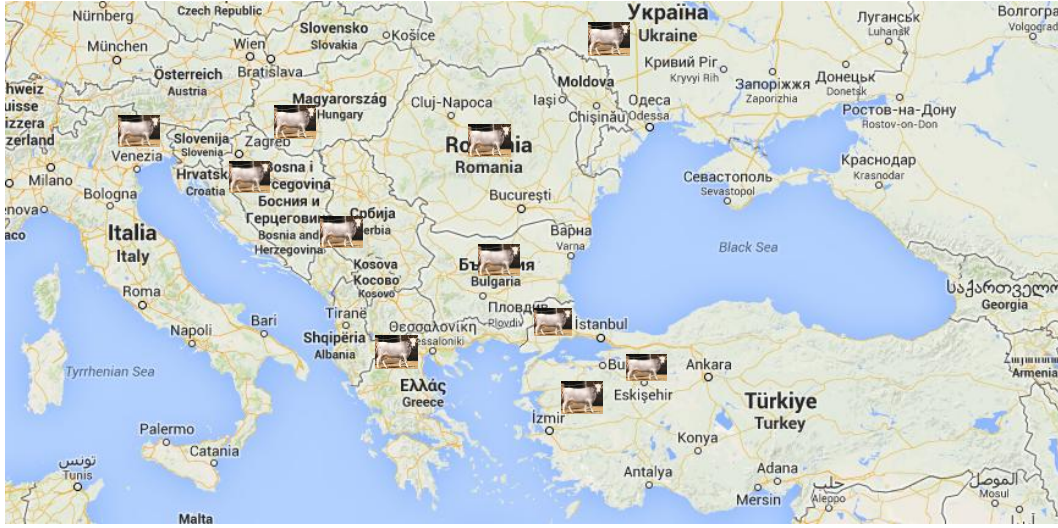 Nürnberg
Czech Republic
Slovensko
Slovakia
Košice
Україна
Ukraine
Луганськ
Luhansk
Волгогра
Volgograd
München
Wien
Bratislava
Кривий Ріг
Kryvyi Rih
Запоріжжя
Zaporizhia
Донецьк
Donetsk
Österreich
Austria
Magyarország
Hungary
Cluj-Napoca
Moldova
Iași
Chișinău
Одеса
Odessa
Ростов-на-Дону
Rostov-on-Don
Slovenija
Slovenia
Zagreb
Venezia
Milano
Bologna
Hrvatsk
Croatia
Босния и
Герцеговин
Bosnia and
Herzegovina
Romania
București
Севастополь
Sevastopol
Краснодар
Krasnodar
Italia
Italy
Србија
Варна
Varna
Black Sea
Kosova
Косово
Kosovo
Bulgaria
Roma
Tiranë
Пловдив
Plovdiv
İstanbul
Georgia
Napoli
Bari
Shqipëria
Albania
Θεσσαλονίκη
Tyrrhenian Sea
Ελλάς
Greece
Eskişehir
Ankara
Armenia
Türkiye
Turkey
İzmir
Palermo
Catania
Konya
تونس
Tunis
Antalya
Adana
Mersin
حلب
Aleppo
الموصل
Mosul
Malta